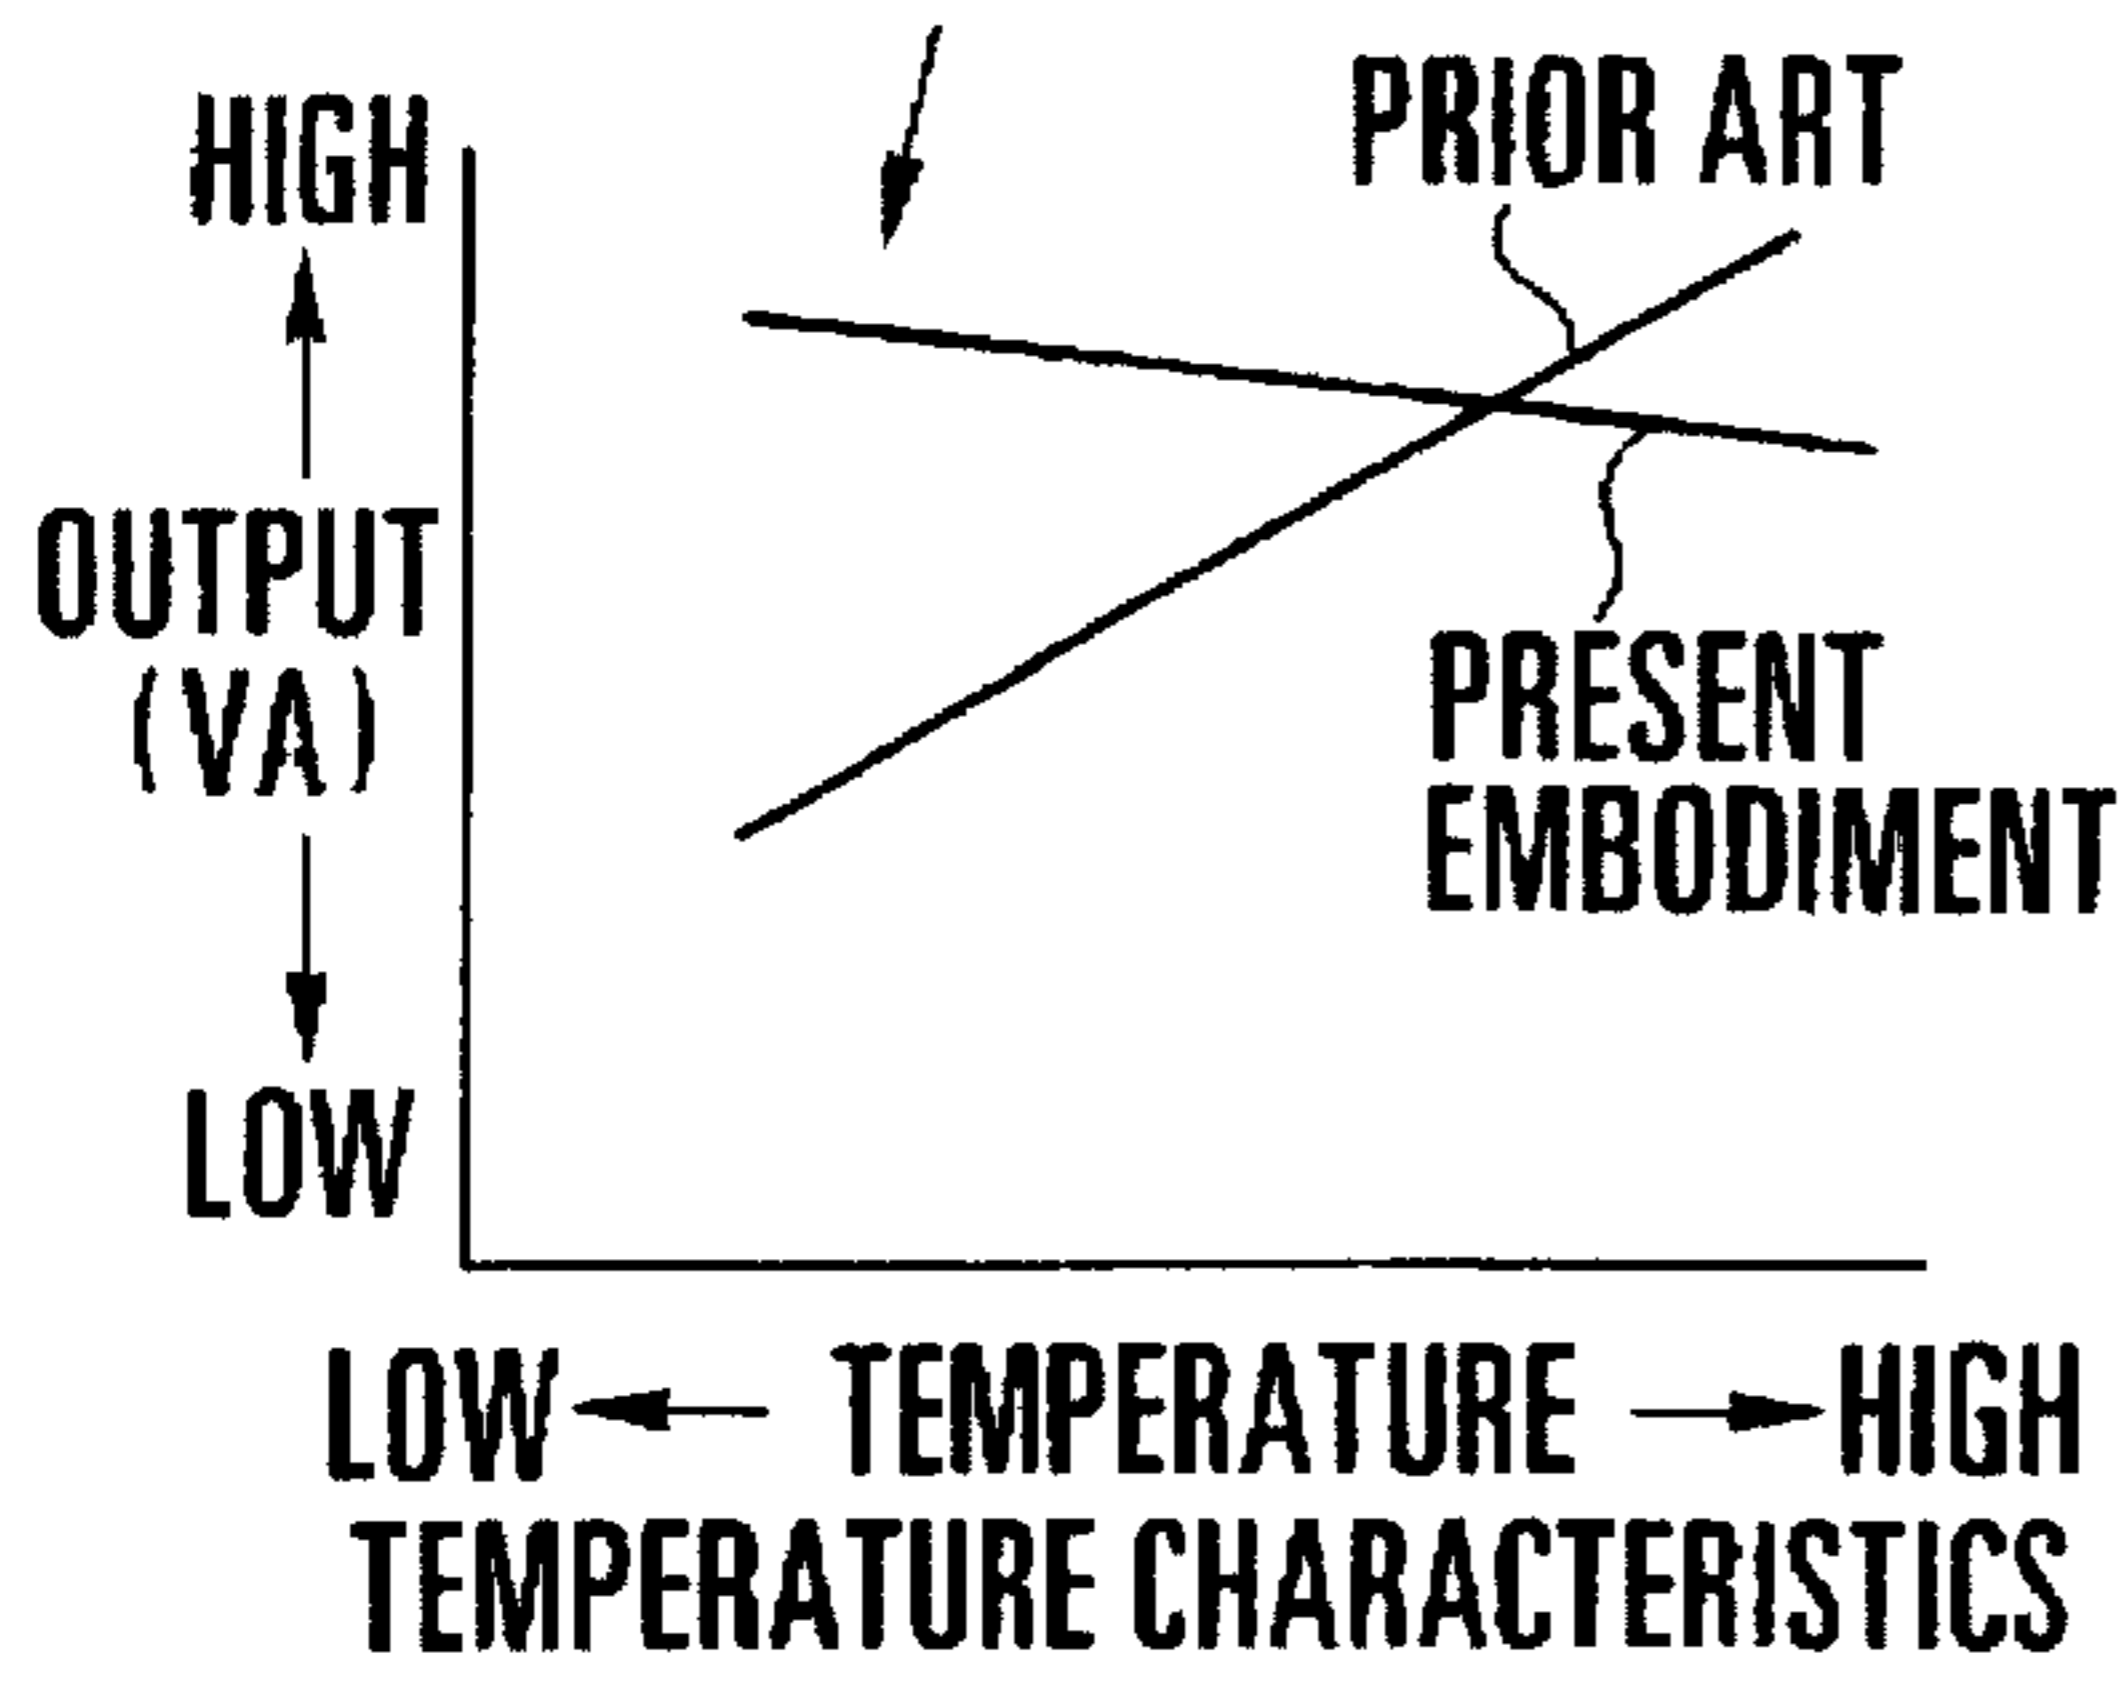 HIGH
PRIOR ART
OUTPUT
(VA)
PRESENT
EMBODIMENT
LOW
LOW TEMPERATURE HIGH
TEMPERATURE CHARACTERISTICS